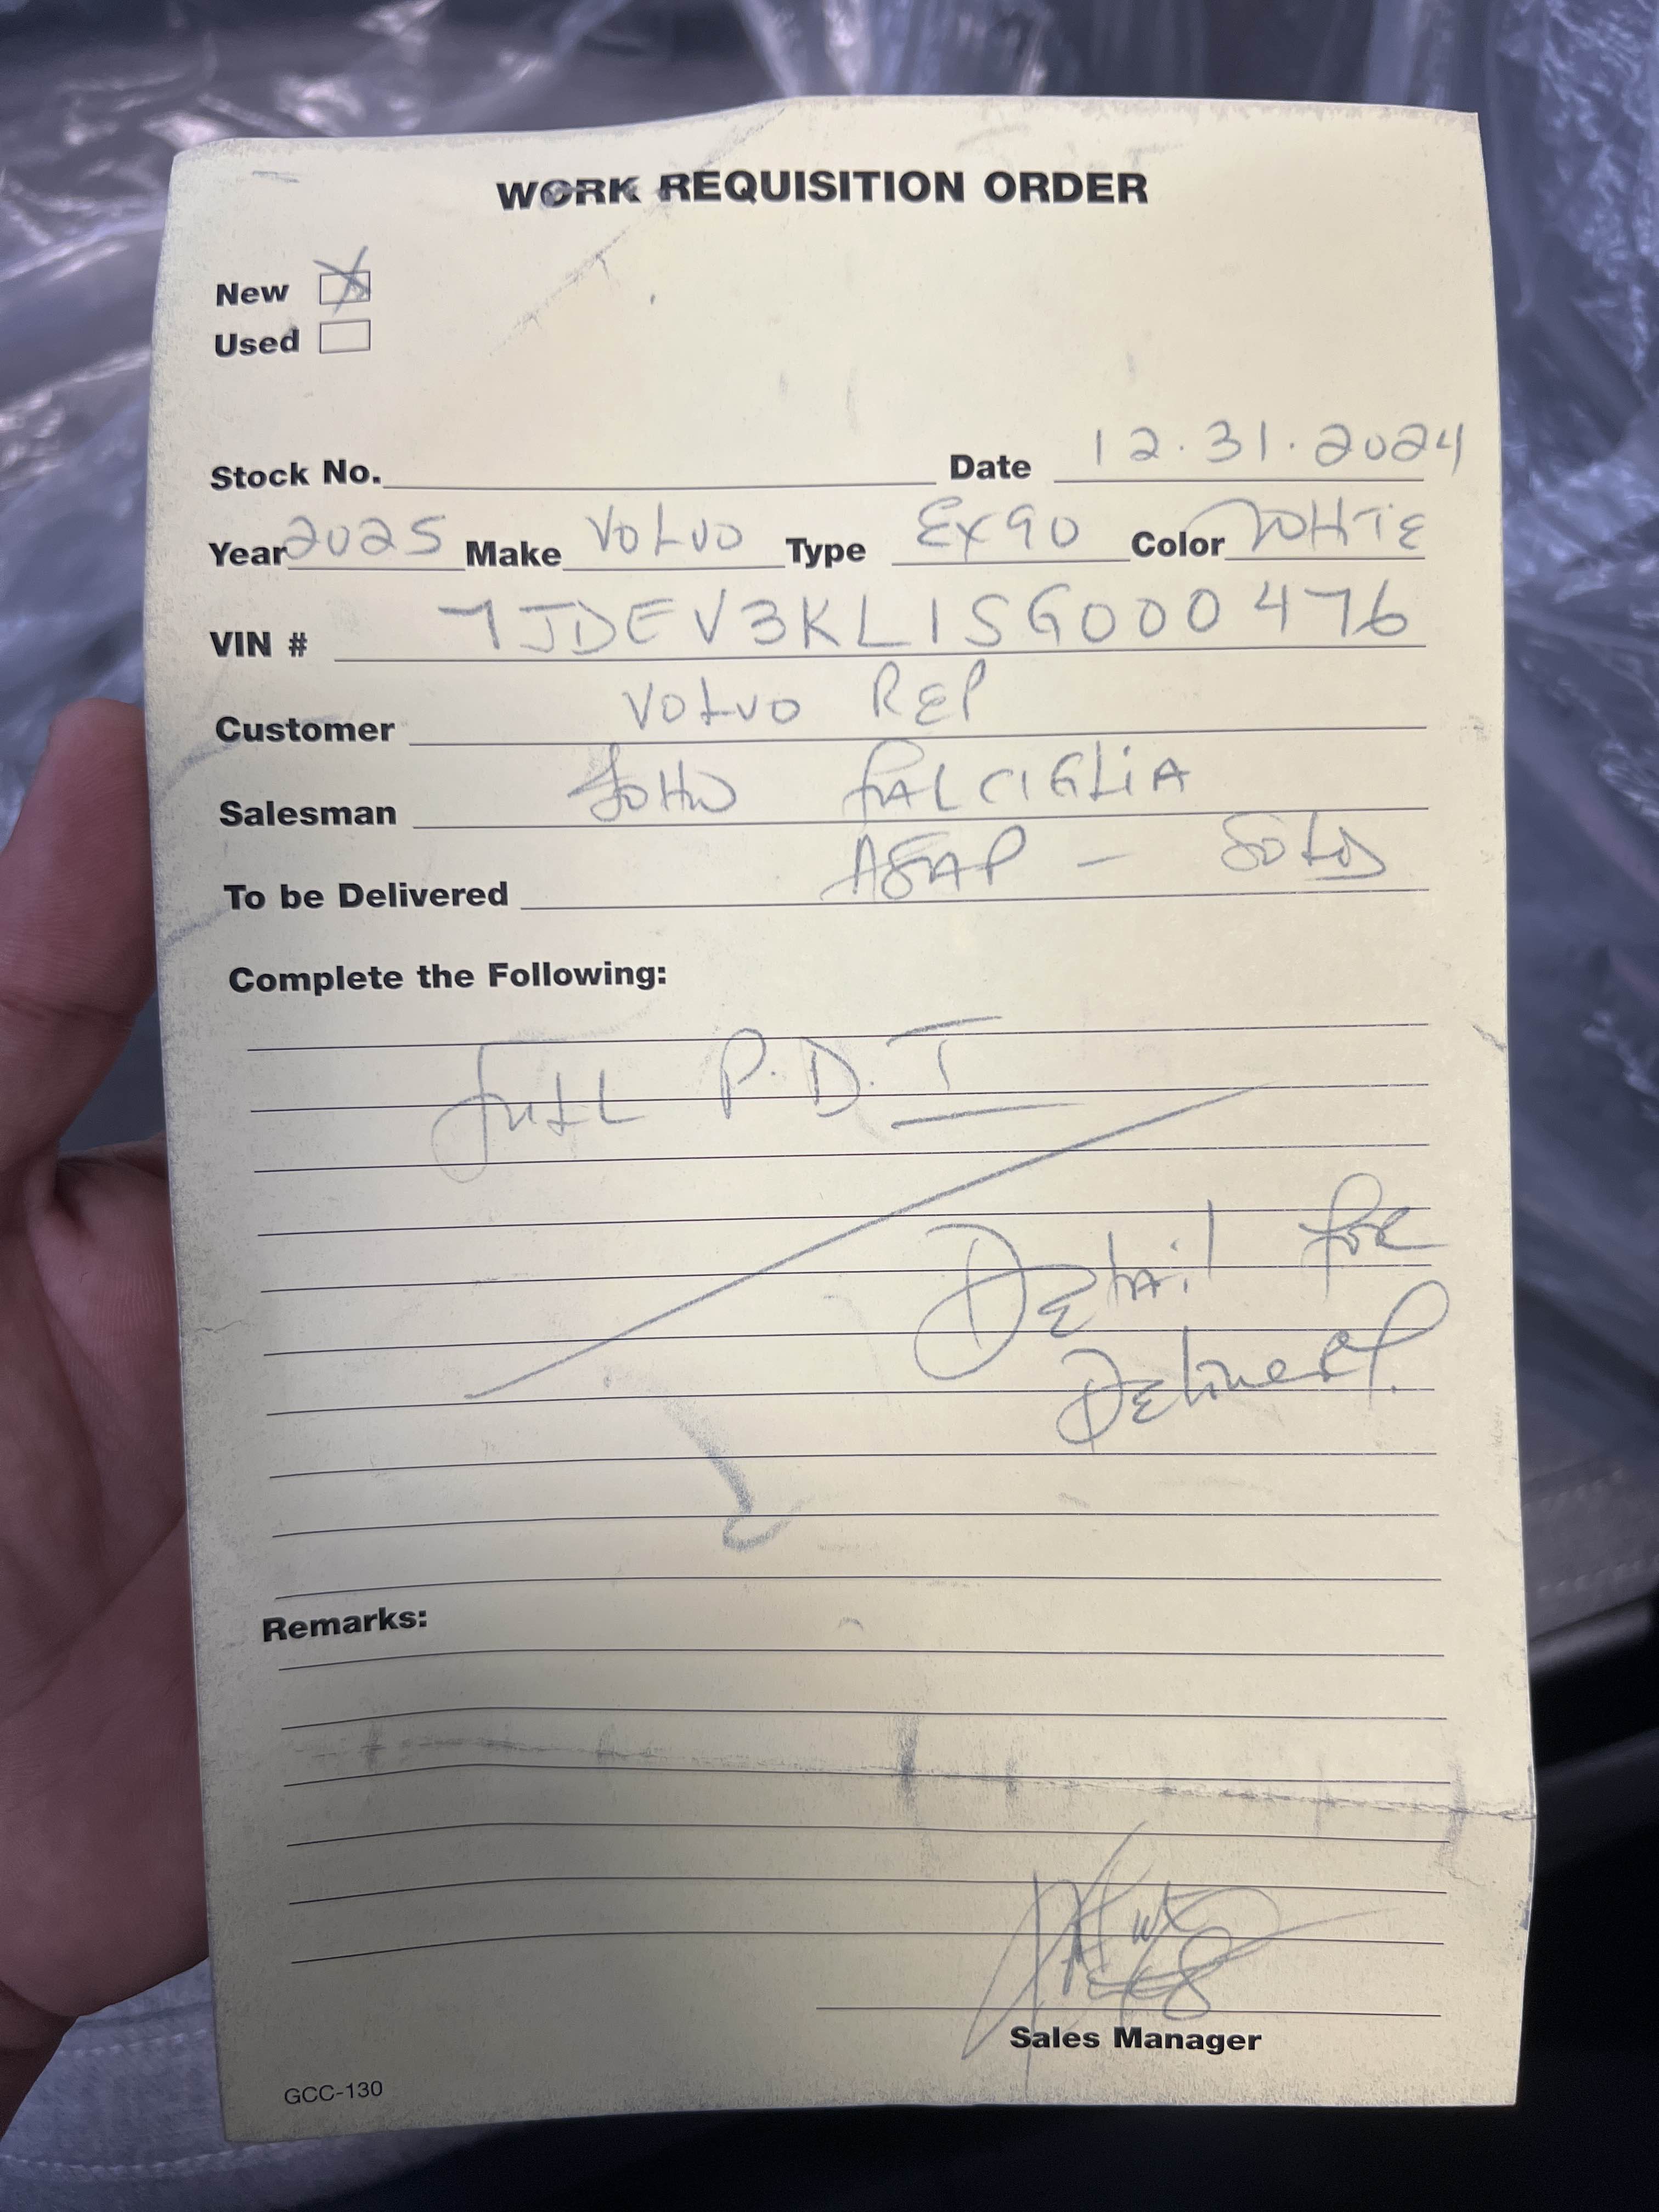 WORK REQUISITION ORDER
New X
Used
Stock No. Date 12.31.2024
Year 2025 Make VOLVO Type EX90 Color WHITE
VIN # 7JDEV3KL1SG000476
Customer VOLVO REP
Salesman JOHN FALCIGLIA
To be Delivered ASAP - SOLD
Complete the Following:
FULL P.D.I
DEtAil FOR
DElivery.
Remarks:
Sales Manager
GCC-130